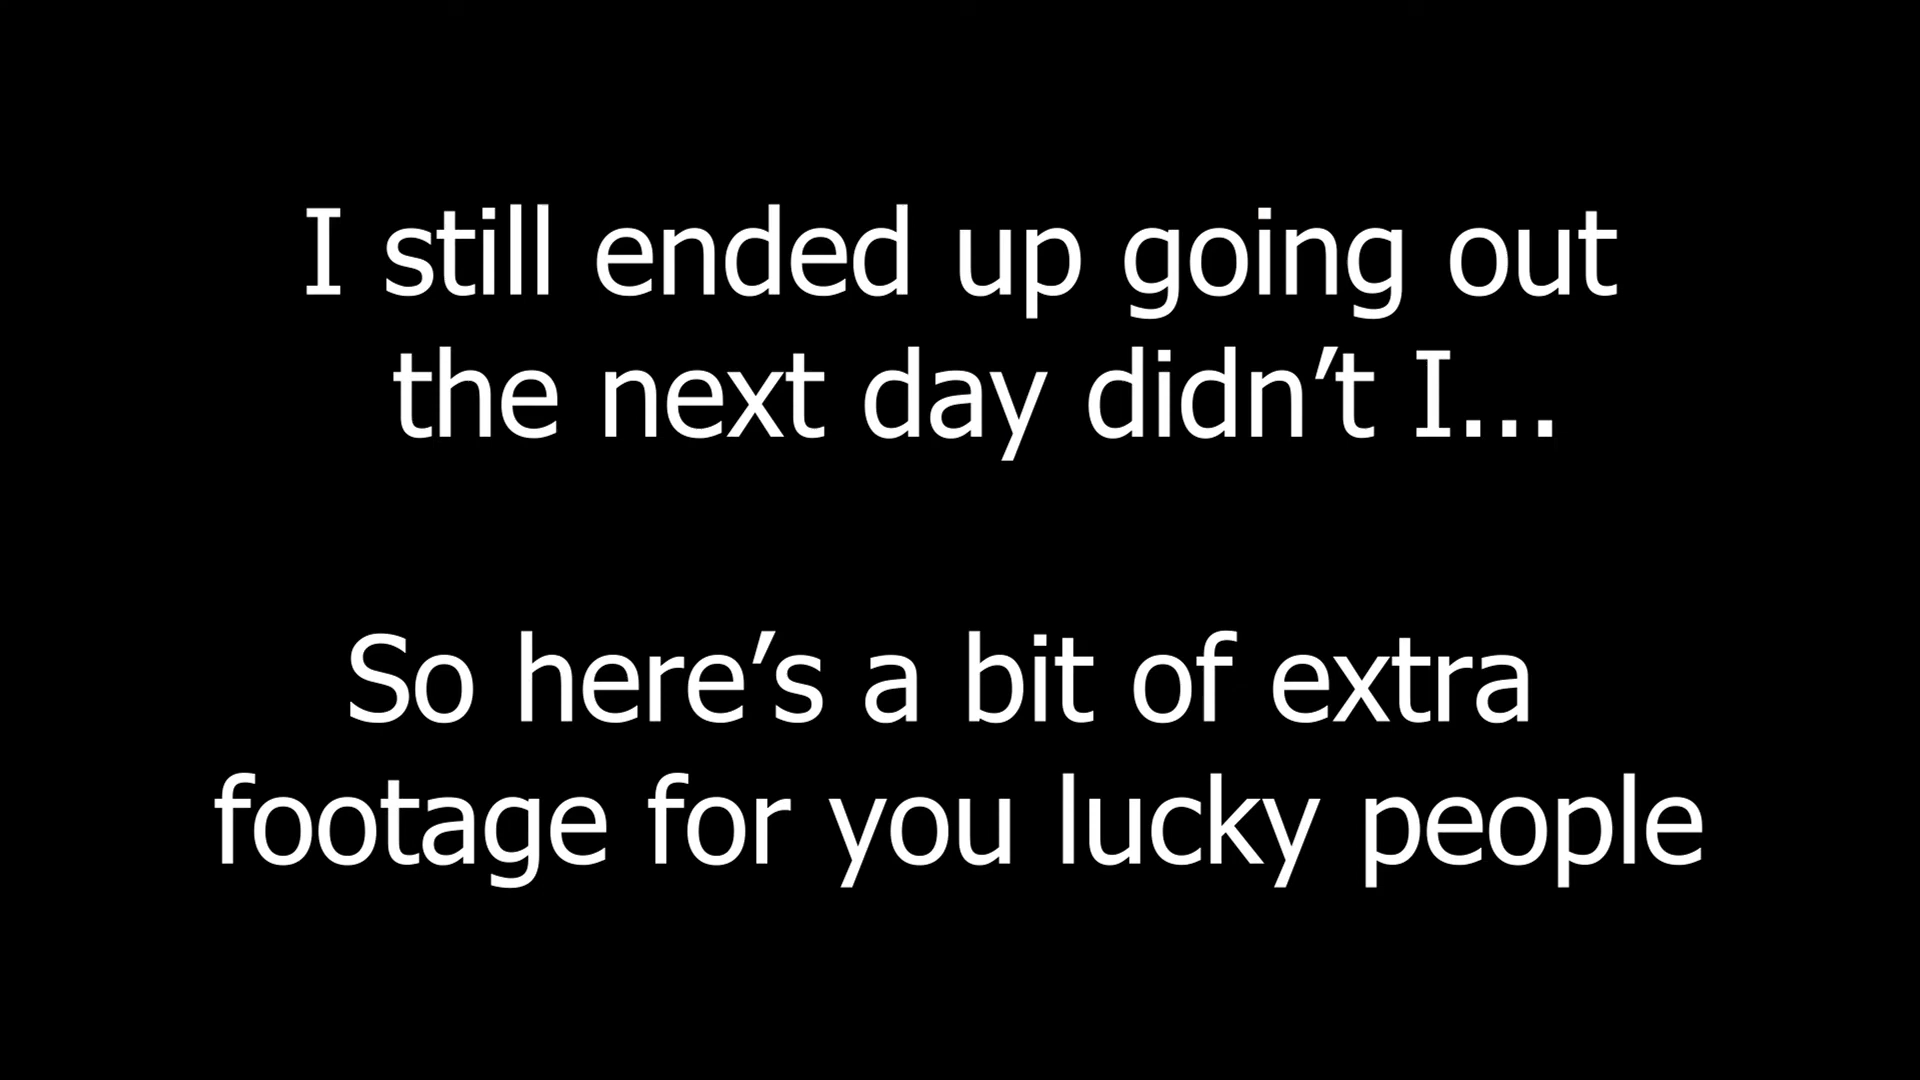 I still ended up going out
the next day didn’t I...
So here’s a bit of extra
footage for you lucky people